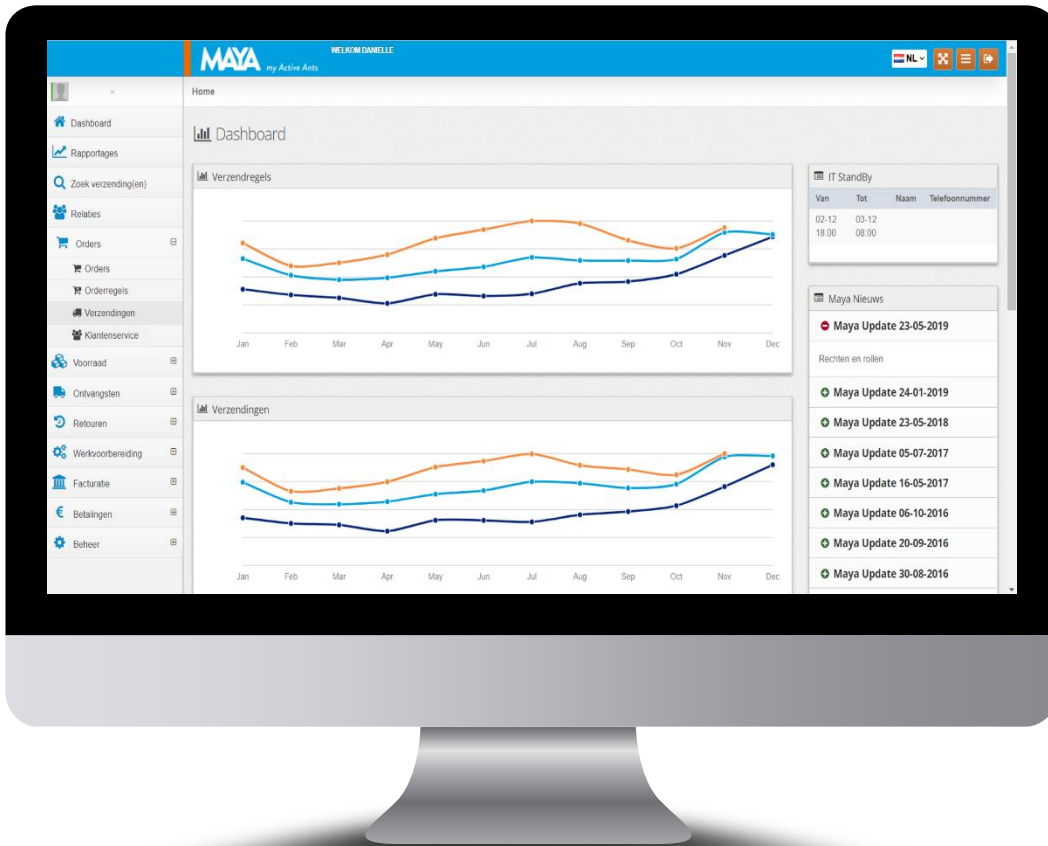 WELKOM DANIELLE
MAYA my Active Ants
NL
Home
Dashboard
Rapportages
Zoek verzending(en)
Relaties
Orders
Orders
Orderregels
Verzendingen
Klantenservice
Voorraad
Ontvangsten
Retouren
Werkvoorbereiding
Facturatie
Betalingen
Beheer
Dashboard
Verzendregels
Jan Feb Mar Apr May Jun Jul Aug Sep Oct Nov Dec
Verzendingen
Jan Feb Mar Apr May Jun Jul Aug Sep Oct Nov Dec
IT StandBy
Van Tot Naam Telefoonnummer
02-12 03-12
18:00 08:00
Maya Nieuws
Maya Update 23-05-2019
Rechten en rollen
Maya Update 24-01-2019
Maya Update 23-05-2018
Maya Update 05-07-2017
Maya Update 16-05-2017
Maya Update 06-10-2016
Maya Update 20-09-2016
Maya Update 30-08-2016